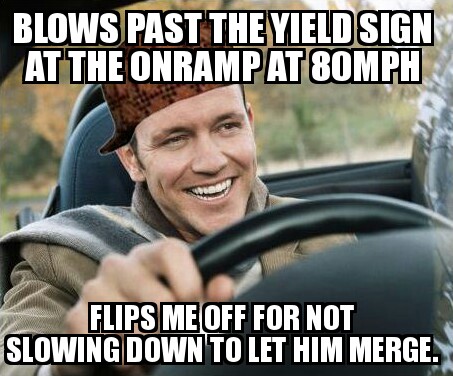 BLOWS PAST THE YIELD SIGN
AT THE ONRAMP AT 80MPH
FLIPS ME OFF FOR NOT
SLOWING DOWN TO LET HIM MERGE.